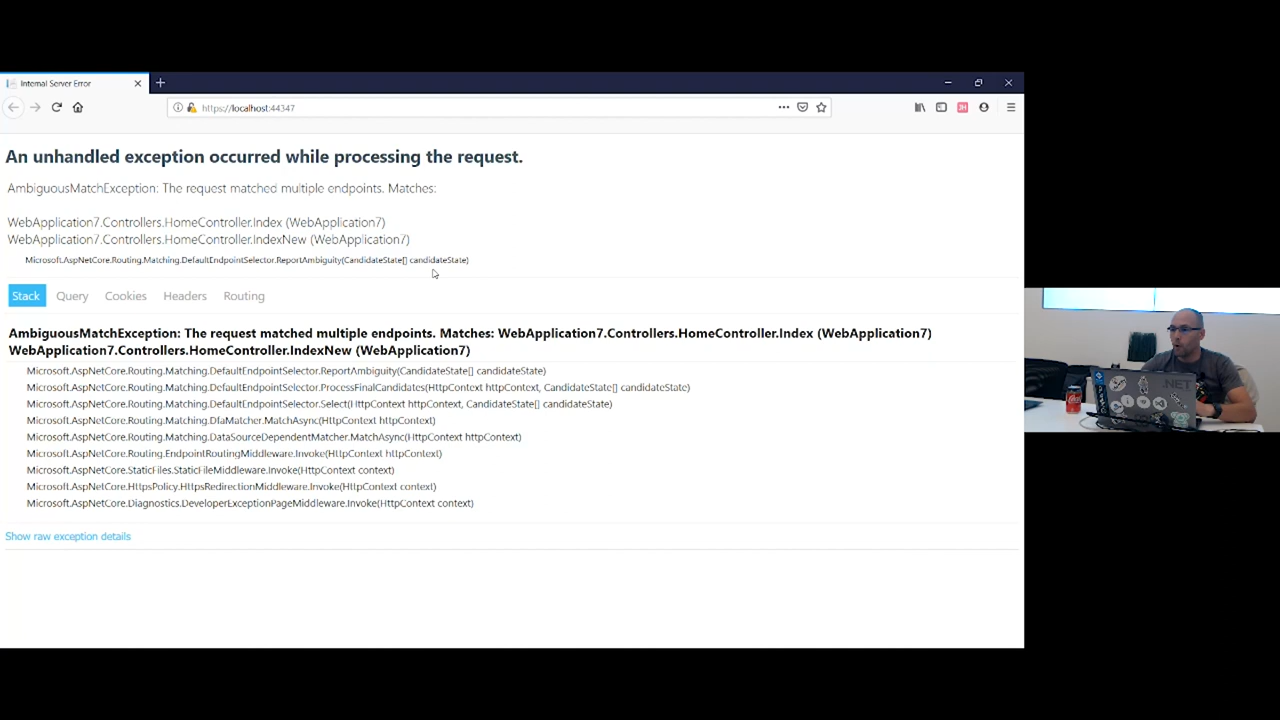 Internal Server Error
https://localhost:44347
An unhandled exception occurred while processing the request.
AmbiguousMatchException: The request matched multiple endpoints. Matches:
WebApplication7.Controllers.HomeController.Index (WebApplication7)
WebApplication7.Controllers.HomeController.IndexNew (WebApplication7)
Microsoft.AspNetCore.Routing.Matching.DefaultEndpointSelector.ReportAmbiguity(CandidateState[] candidateState)
Stack Query Cookies Headers Routing
AmbiguousMatchException: The request matched multiple endpoints. Matches: WebApplication7.Controllers.HomeController.Index (WebApplication7)
WebApplication7.Controllers.HomeController.IndexNew (WebApplication7)
Microsoft.AspNetCore.Routing.Matching.DefaultEndpointSelector.ReportAmbiguity(CandidateState[] candidateState)
Microsoft.AspNetCore.Routing.Matching.DefaultEndpointSelector.ProcessFinalCandidates(HttpContext httpContext, CandidateState[] candidateState)
Microsoft.AspNetCore.Routing.Matching.DefaultEndpointSelector.Select(HttpContext httpContext, CandidateState[] candidateState)
Microsoft.AspNetCore.Routing.Matching.DfaMatcher.MatchAsync(HttpContext httpContext)
Microsoft.AspNetCore.Routing.Matching.DataSourceDependentMatcher.MatchAsync(HttpContext httpContext)
Microsoft.AspNetCore.Routing.EndpointRoutingMiddleware.Invoke(HttpContext httpContext)
Microsoft.AspNetCore.StaticFiles.StaticFileMiddleware.Invoke(HttpContext context)
Microsoft.AspNetCore.HttpsPolicy.HttpsRedirectionMiddleware.Invoke(HttpContext context)
Microsoft.AspNetCore.Diagnostics.DeveloperExceptionPageMiddleware.Invoke(HttpContext context)
Show raw exception details
.NET